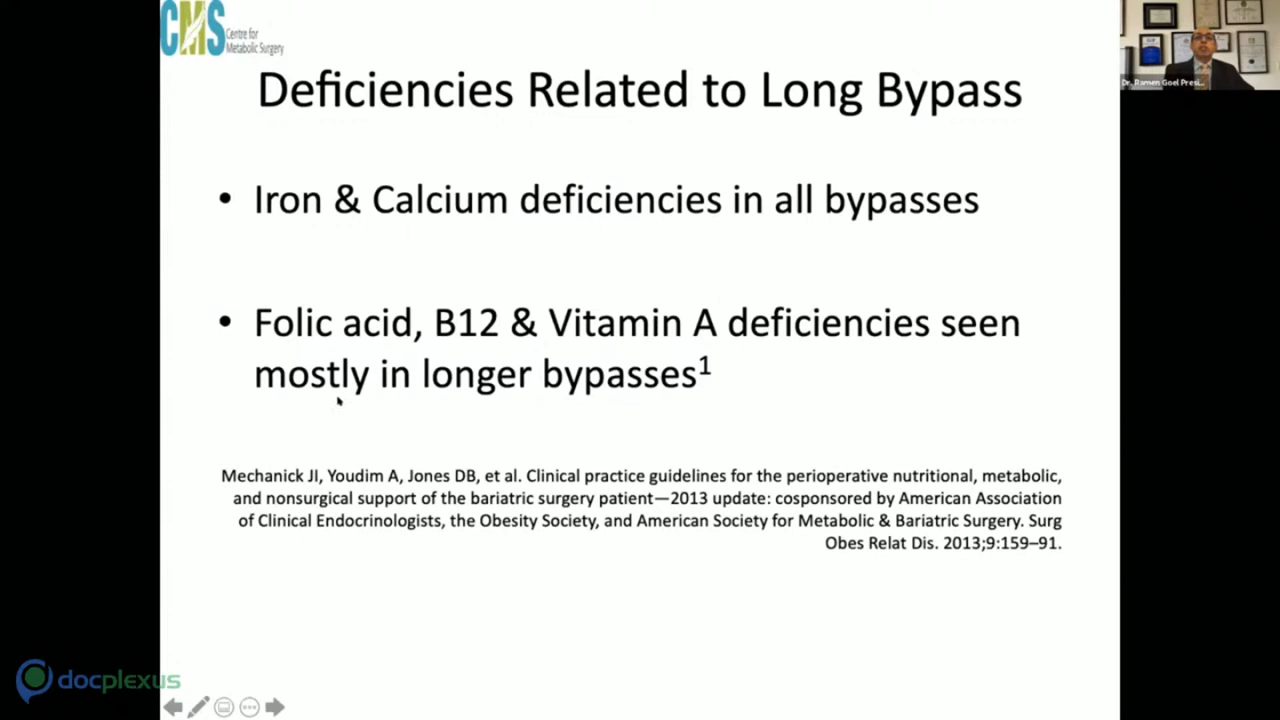 CMS Centre for
Metabolic Surgery
Dr. Ramen Goel Presi...
Deficiencies Related to Long Bypass
• Iron & Calcium deficiencies in all bypasses
• Folic acid, B12 & Vitamin A deficiencies seen
mostly in longer bypasses¹
Mechanick JI, Youdim A, Jones DB, et al. Clinical practice guidelines for the perioperative nutritional, metabolic,
and nonsurgical support of the bariatric surgery patient—2013 update: cosponsored by American Association
of Clinical Endocrinologists, the Obesity Society, and American Society for Metabolic & Bariatric Surgery. Surg
Obes Relat Dis. 2013;9:159–91.
docplexus